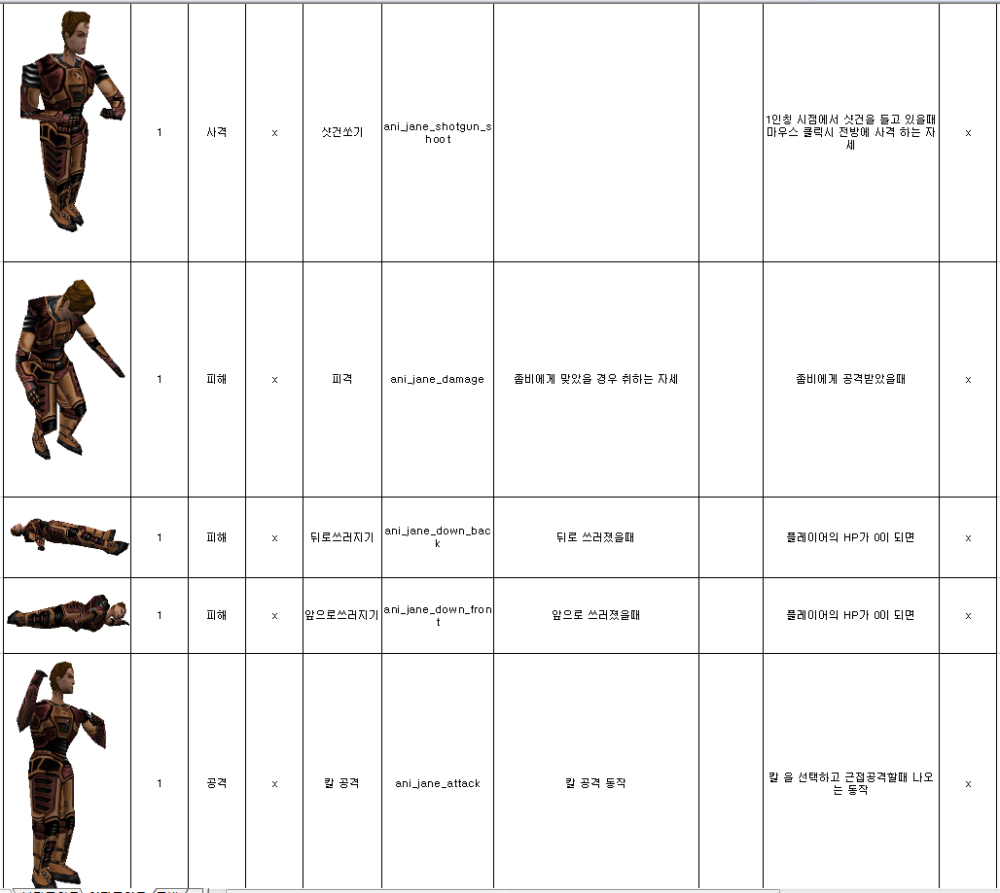 1
사격
x
샷건쏘기
ani_jane_shotgun_s
hoot
1인칭 시점에서 샷건을 들고 있을때
마우스 클릭시 전방에 사격 하는 자
세
x
1
피해
x
피격
ani_jane_damage
좀비에게 맞았을 경우 취하는 자세
좀비에게 공격받았을때
x
1
피해
x
뒤로쓰러지기
ani_jane_down_bac
k
뒤로 쓰러졌을때
플레이어의 HP가 0이 되면
x
1
피해
x
앞으로쓰러지기
ani_jane_down_fron
t
앞으로 쓰러졌을때
플레이어의 HP가 0이 되면
x
1
공격
x
칼 공격
ani_jane_attack
칼 공격 동작
칼 을 선택하고 근접공격할때 나오
는 동작
x